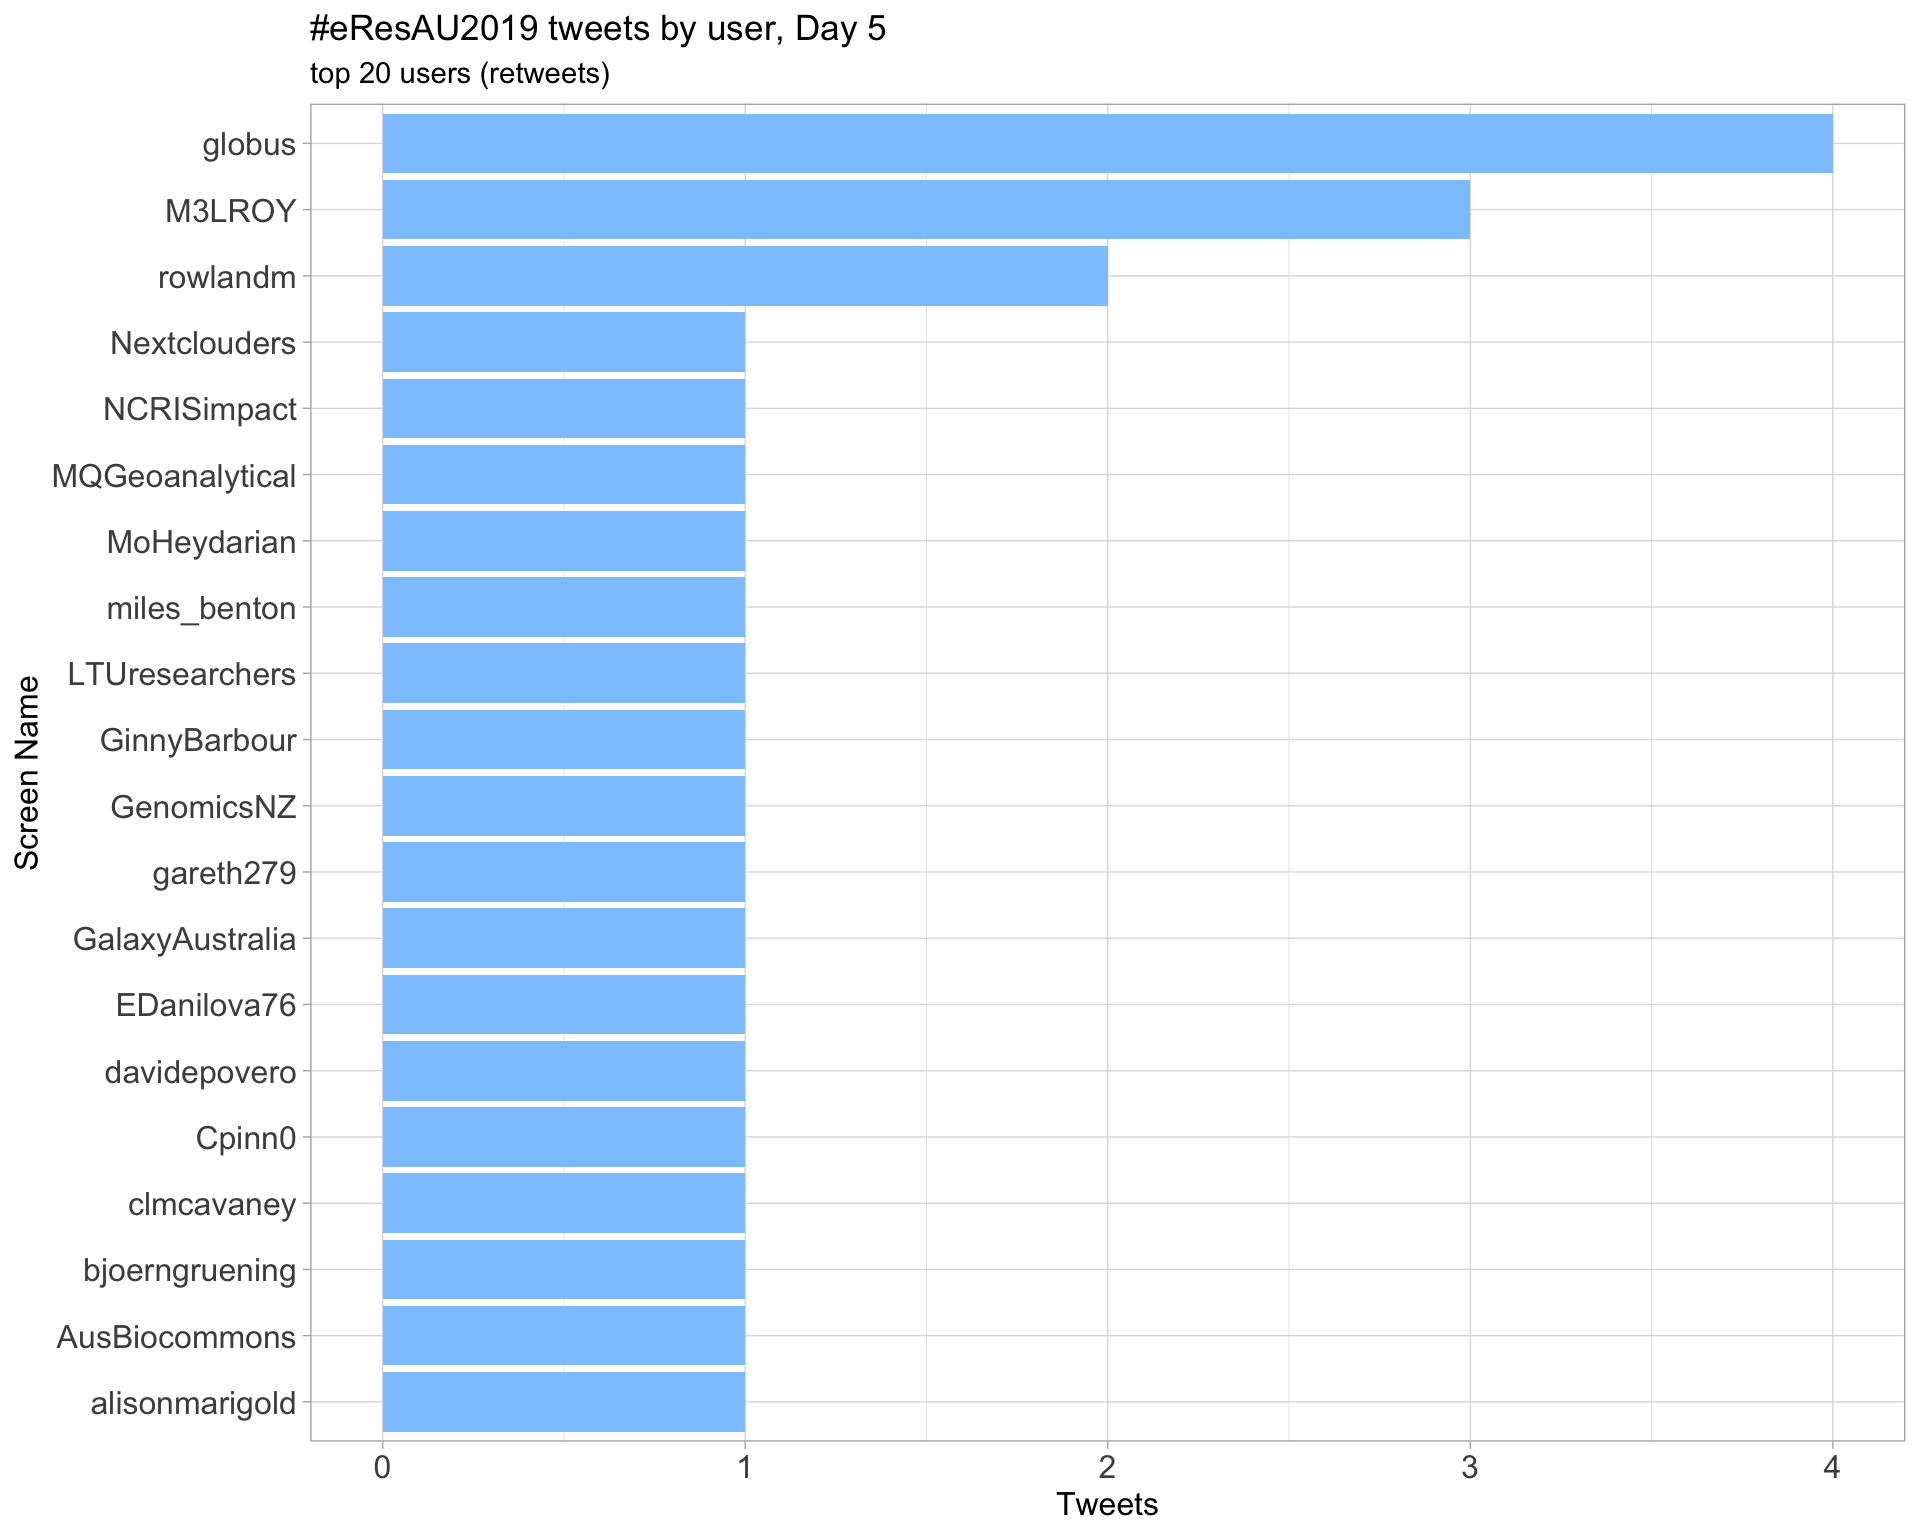 #eResAU2019 tweets by user, Day 5
top 20 users (retweets)
globus
M3LROY
rowlandm
Nextclouders
NCRISimpact
MQGeoanalytical
MoHeydarian
miles_benton
LTUresearchers
GinnyBarbour
GenomicsNZ
gareth279
GalaxyAustralia
EDanilova76
davidepovero
Cpinn0
clmcavaney
bjoerngruening
AusBiocommons
alisonmarigold
Screen Name
0 1 2 3 4
Tweets